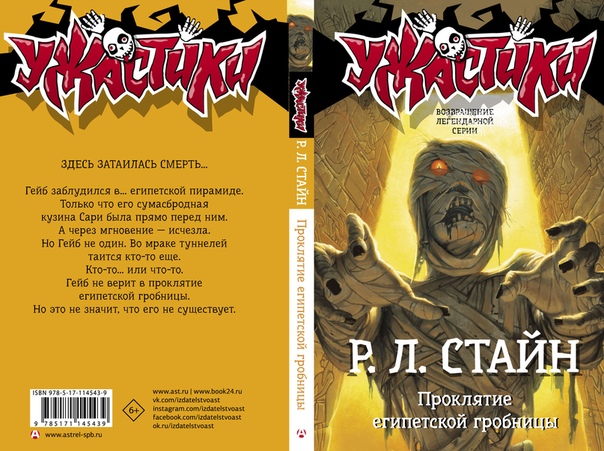 УЖАСТИКИ
ЗДЕСЬ ЗАТАИЛАСЬ СМЕРТЬ...
Гейб заблудился в... египетской пирамиде.
Только что его сумасбродная
кузина Сари была прямо перед ним.
А через мгновение — исчезла.
Но Гейб не один. Во мраке туннелей
таится кто-то еще.
Кто-то... или что-то.
Гейб не верит в проклятие
египетской гробницы.
Но это не значит, что его не существует.
ISBN 978-5-17-114543-9
9 785171 145439
www.astrel-spb.ru
6+
www.ast.ru | www.book24.ru
vk.com/izdatelstvoast
instagram.com/izdatelstvoast
facebook.com/izdatelstvoast
ok.ru/izdatelstvoast
УЖАСТИКИ
Р. Л. СТАЙН
Проклятие египетской гробницы
УЖАСТИКИ
ВОЗВРАЩЕНИЕ
ЛЕГЕНДАРНОЙ
СЕРИИ
Р. Л. СТАЙН
Проклятие
египетской гробницы